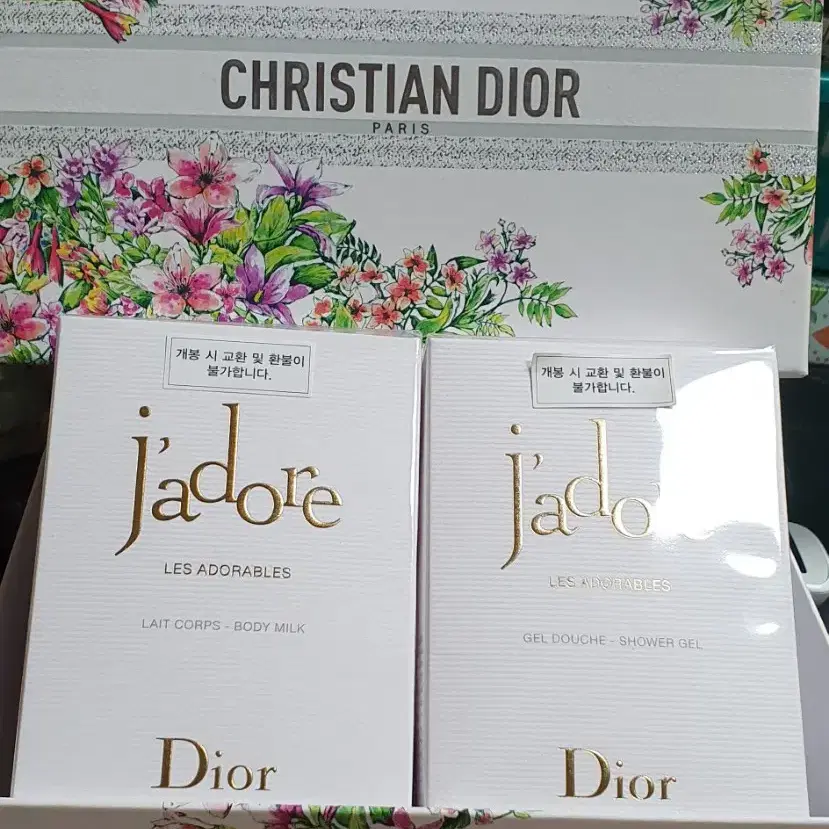 CHRISTIAN DIOR
PARIS
개봉 시 교환 및 환불이
불가합니다.
j'adore
LES ADORABLES
LAIT CORPS - BODY MILK
Dior
개봉 시 교환 및 환불이
불가합니다.
LES ADORABLES
GEL DOUCHE - SHOWER GEL
Dior